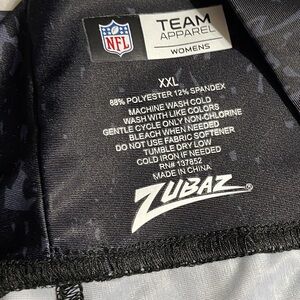 NFL
TEAM
APPAREL
WOMENS
XXL
88% POLYESTER 12% SPANDEX
MACHINE WASH COLD
WASH WITH LIKE COLORS
GENTLE CYCLE ONLY NON-CHLORINE
BLEACH WHEN NEEDED
DO NOT USE FABRIC SOFTENER
TUMBLE DRY LOW
COLD IRON IF NEEDED
RN# 137852
MADE IN CHINA
ZUBAZ®